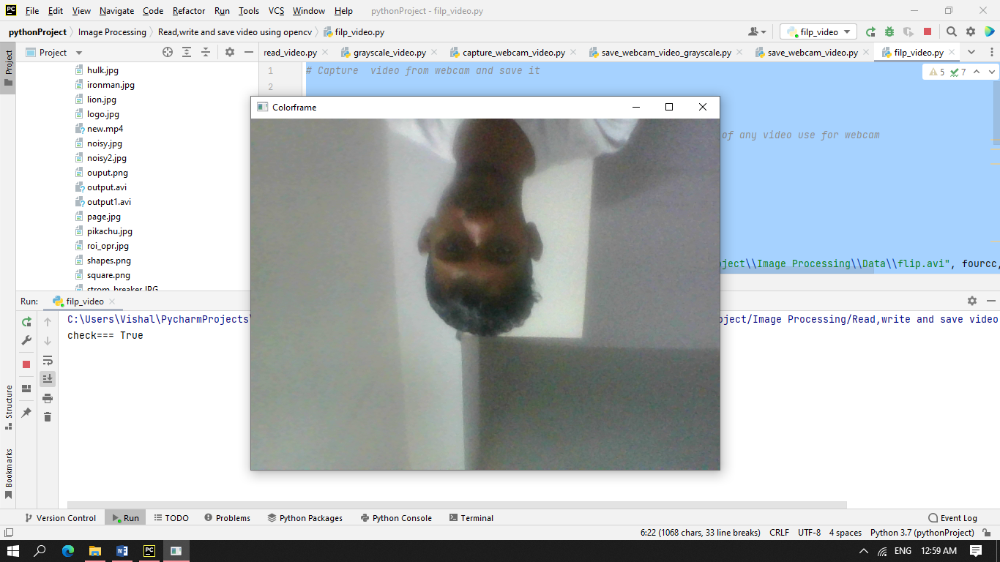 File Edit View Navigate Code Refactor Run Tools VCS Window Help pythonProject - filp_video.py
pythonProject Image Processing Read,write and save video using opencv filp_video.py filp_video
Project read_video.py grayscale_video.py capture_webcam_video.py save_webcam_video_grayscale.py save_webcam_video.py filp_video.py
Project
hulk.jpg
ironman.jpg
lion.jpg
logo.jpg
new.mp4
noisy.jpg
noisy2.jpg
ouput.png
output.avi
output1.avi
page.jpg
pikachu.jpg
roi_opr.jpg
shapes.png
square.png
strom_breaker.JPG
1 # Capture  video from webcam and save it 5 7
2
Colorframe
of any video use for webcam
oject\\Image Processing\\Data\\flip.avi", fourcc,
Run: filp_video
C:\Users\Vishal\PycharmProjects\ oject/Image Processing/Read,write and save video
check=== True
Structure
Bookmarks
Version Control Run TODO Problems Python Packages Python Console Terminal Event Log
6:22 (1068 chars, 33 line breaks) CRLF UTF-8 4 spaces Python 3.7 (pythonProject)
ENG 12:59 AM